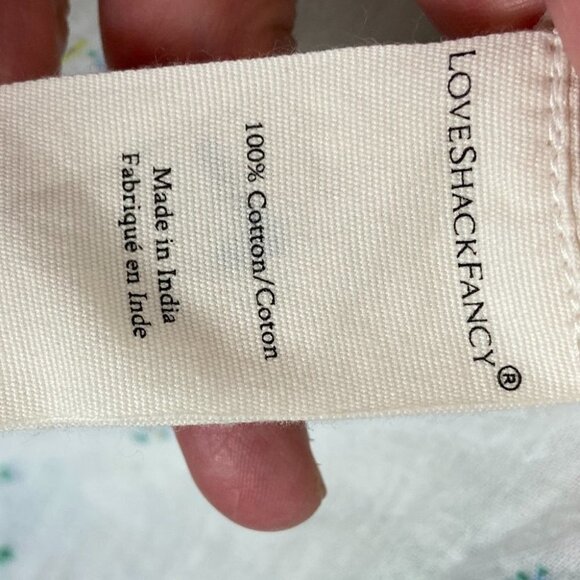 LOVESHACKFANCY®
100% Cotton/Coton
Made in India
Fabriqué en Inde